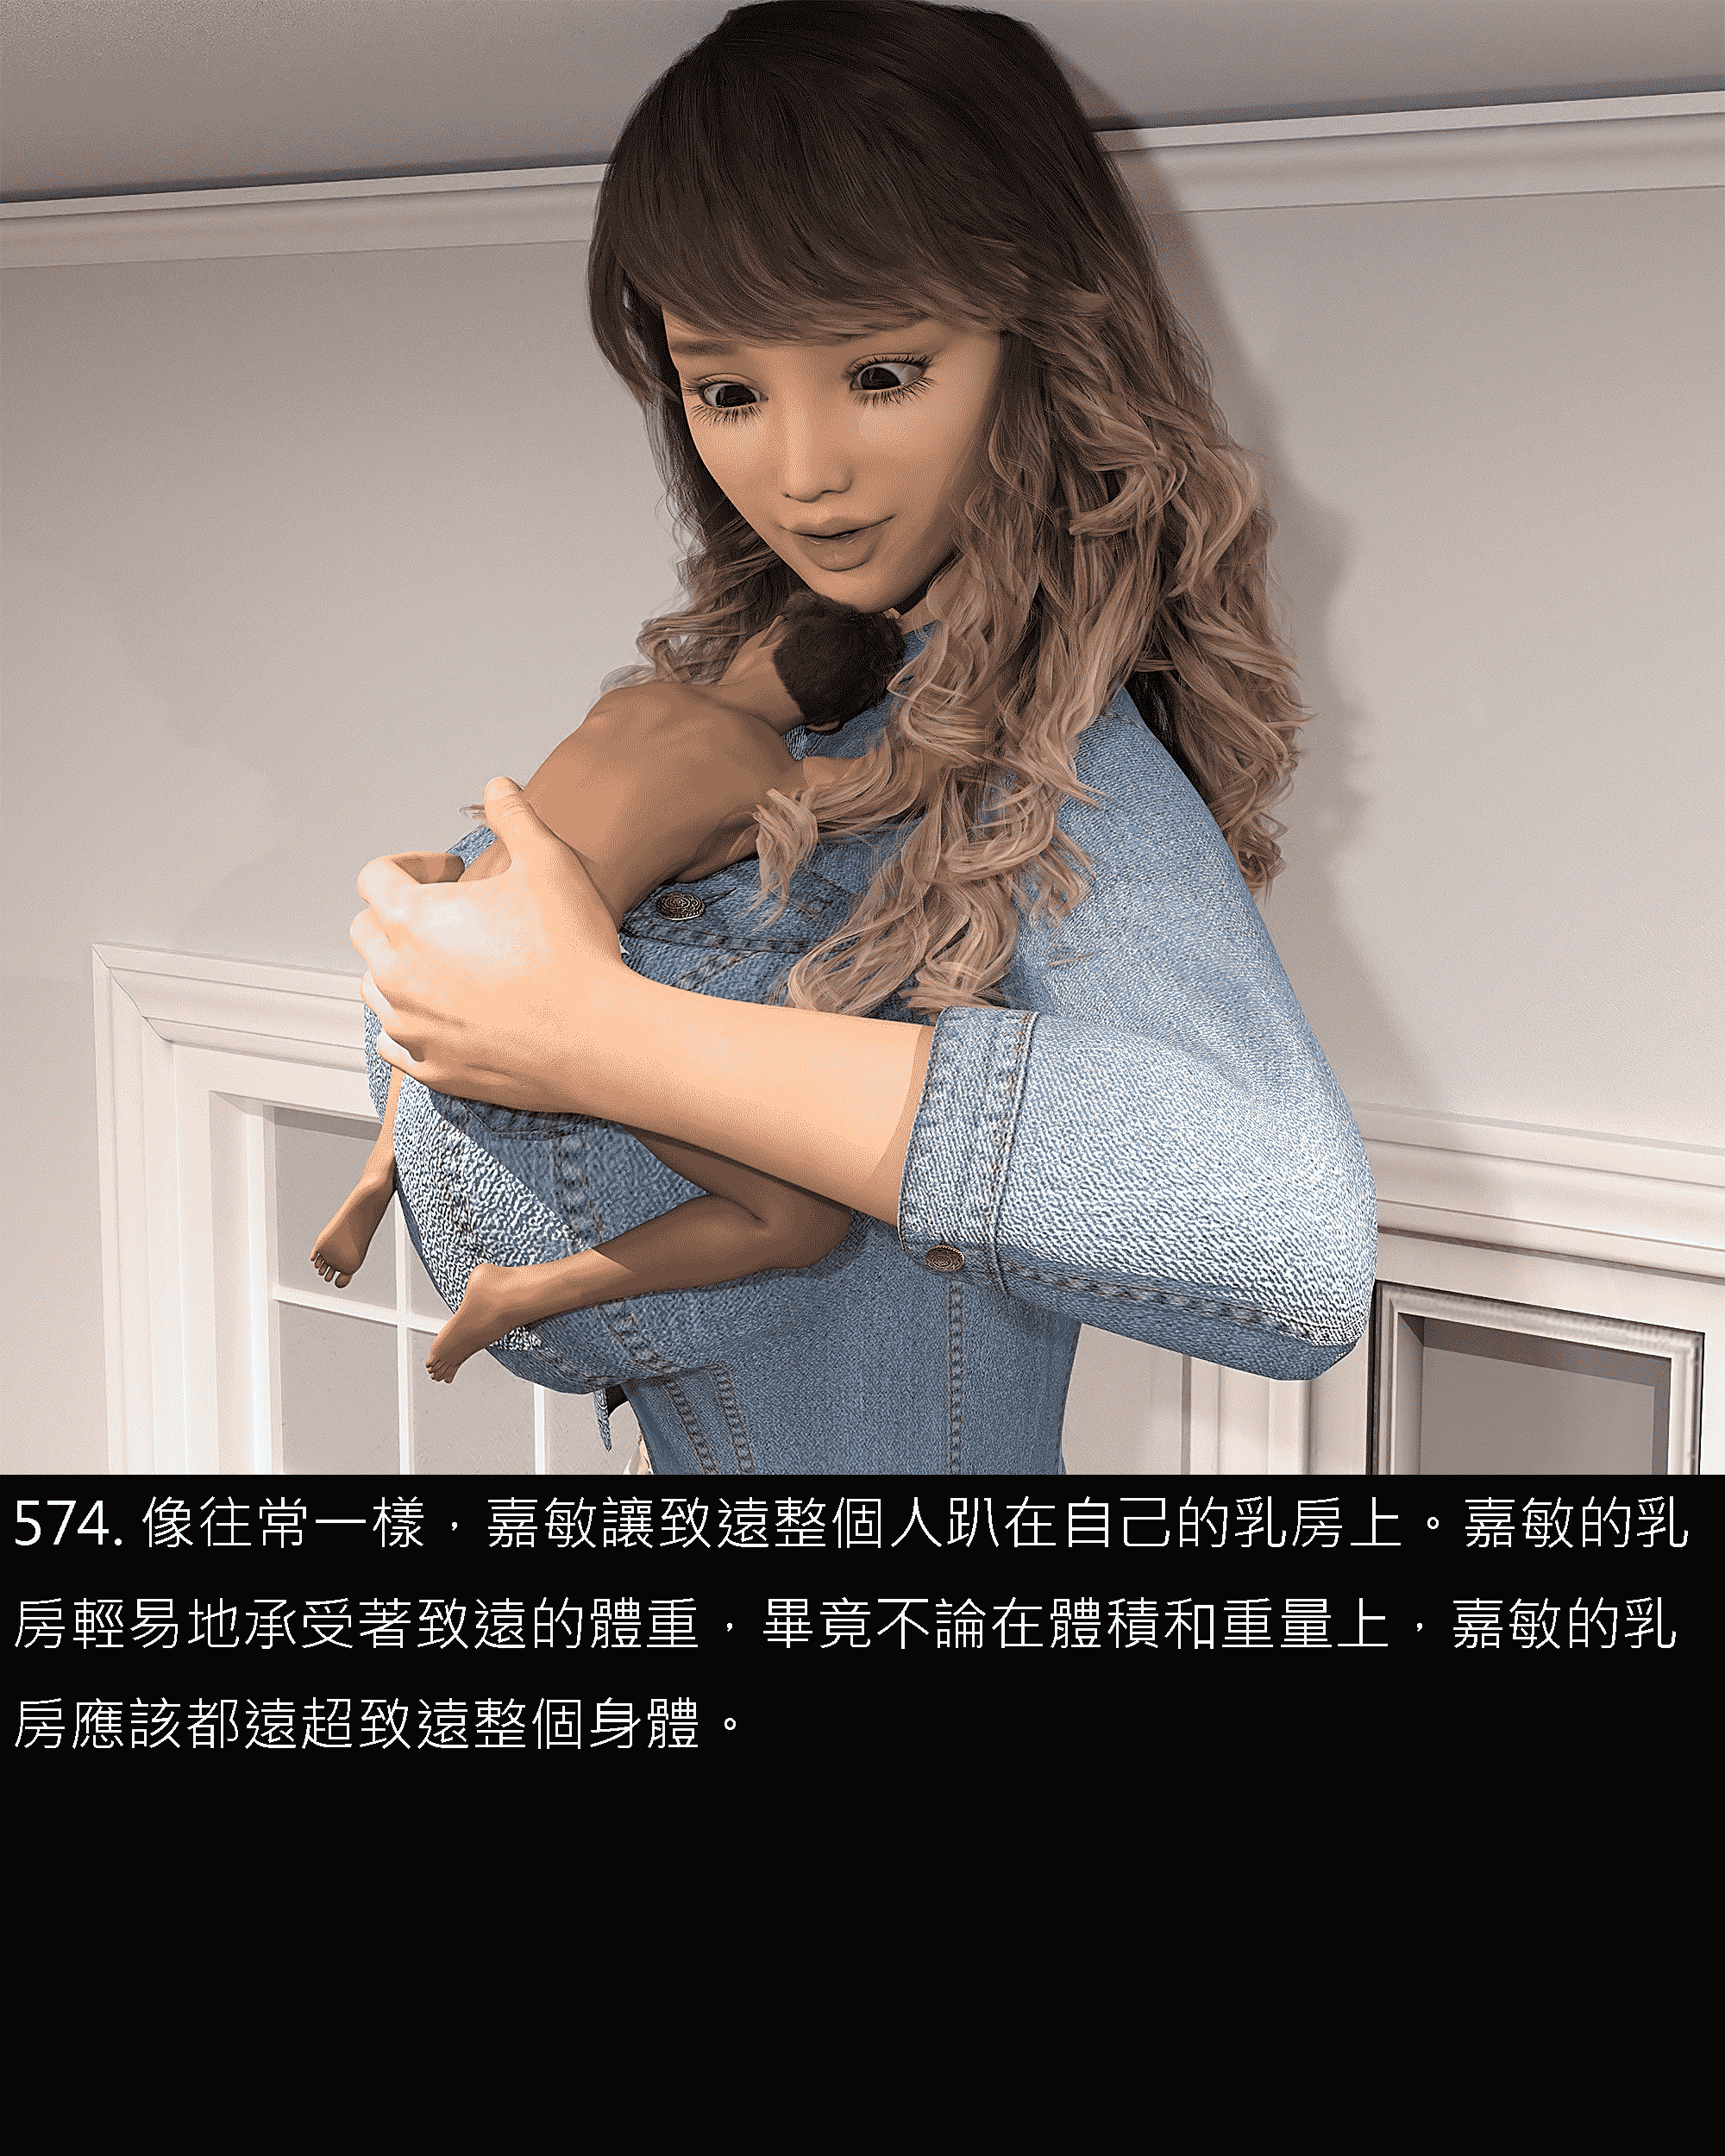 574. 像往常一樣，嘉敏讓致遠整個人趴在自己的乳房上。嘉敏的乳
房輕易地承受著致遠的體重，畢竟不論在體積和重量上，嘉敏的乳
房應該都遠超致遠整個身體。